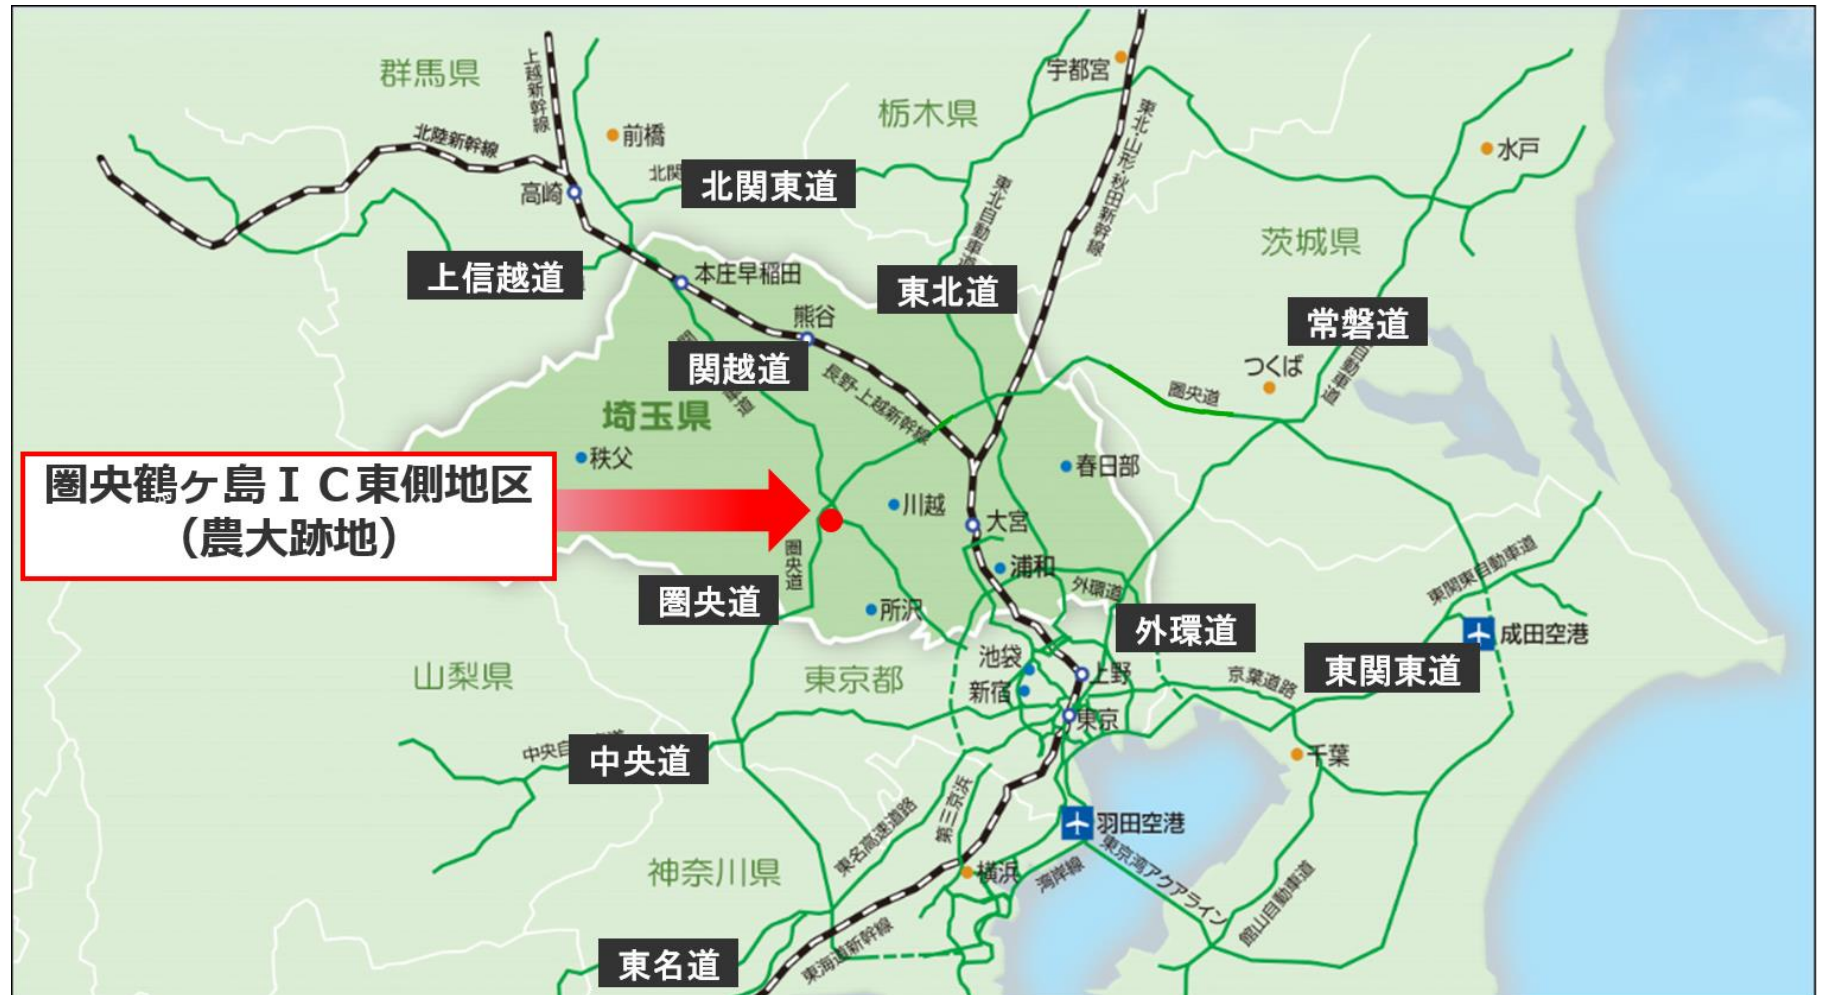 群馬県
上越新幹線
宇都宮
栃木県
前橋
北陸新幹線
東北・山形・秋田新幹線
水戸
北関
北関東道
高崎
東北自動車道
茨城県
上信越道
本庄早稲田
東北道
熊谷
常磐道
自動車道
関越道
つくば
長野・上越新幹線
圏央道
埼玉県
秩父
春日部
圏央鶴ヶ島IC東側地区
(農大跡地)
川越
大宮
圏央道
浦和
外環道
東関東自動車道
圏央道
所沢
外環道
成田空港
池袋
上野
東関東道
山梨県
東京都
新宿
京葉道路
東京
中央自
中央道
千葉
第三京浜
東名高速道路
羽田空港
東京湾アクアライン
神奈川県
横浜
湾岸線
館山自動車道
東名道
東海道新幹線